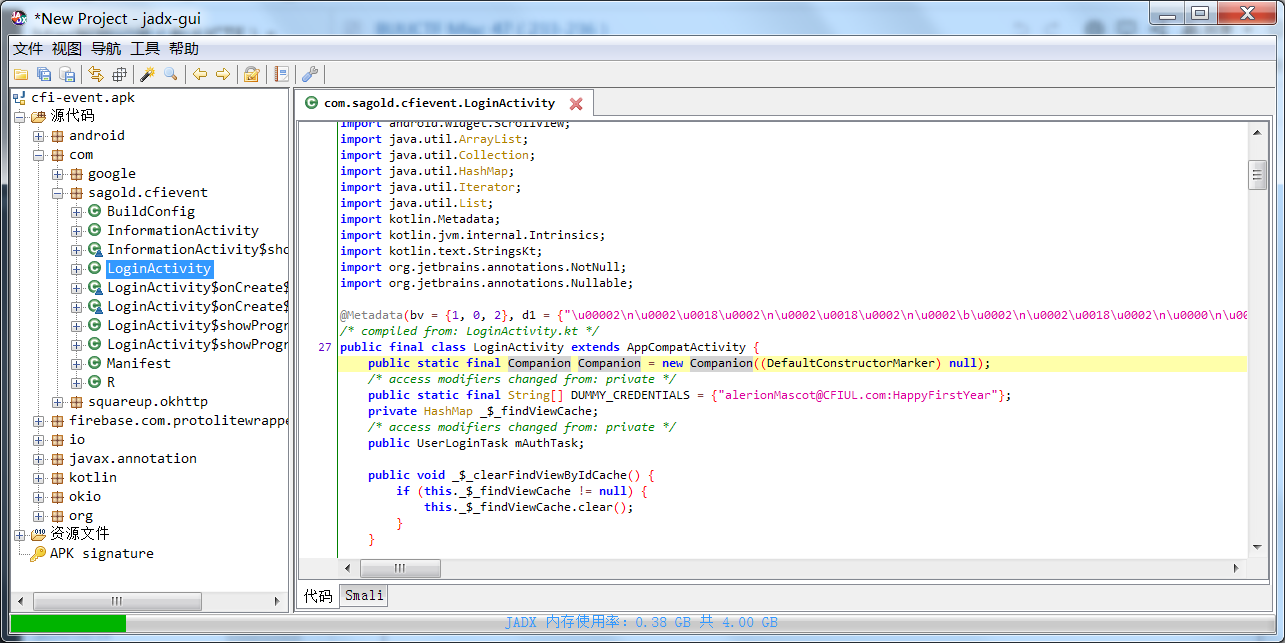 *New Project - jadx-gui
文件 视图 导航 工具 帮助
cfi-event.apk
源代码
android
com
google
sagold.cfievent
BuildConfig
InformationActivity
InformationActivity$sho
LoginActivity
LoginActivity$onCreate$
LoginActivity$onCreate$
LoginActivity$showProgr
LoginActivity$showProgr
Manifest
R
squareup.okhttp
firebase.com.protolitewrappe
io
javax.annotation
kotlin
okio
org
资源文件
APK signature
com.sagold.cfievent.LoginActivity
import android.widget.ScrollView;
import java.util.ArrayList;
import java.util.Collection;
import java.util.HashMap;
import java.util.Iterator;
import java.util.List;
import kotlin.Metadata;
import kotlin.jvm.internal.Intrinsics;
import kotlin.text.StringsKt;
import org.jetbrains.annotations.NotNull;
import org.jetbrains.annotations.Nullable;
@Metadata(bv = {1, 0, 2}, d1 = {"\u00002\n\u0002\u0018\u0002\n\u0002\u0018\u0002\n\u0002\b\u0002\n\u0002\u0018\u0002\n\u0000\n\u00
/* compiled from: LoginActivity.kt */
27 public final class LoginActivity extends AppCompatActivity {
public static final Companion Companion = new Companion((DefaultConstructorMarker) null);
/* access modifiers changed from: private */
public static final String[] DUMMY_CREDENTIALS = {"alerionMascot@CFIUL.com:HappyFirstYear"};
private HashMap _$_findViewCache;
/* access modifiers changed from: private */
public UserLoginTask mAuthTask;
public void _$_clearFindViewByIdCache() {
if (this._$_findViewCache != null) {
this._$_findViewCache.clear();
}
}
代码 Smali
JADX 内存使用率：0.38 GB 共 4.00 GB